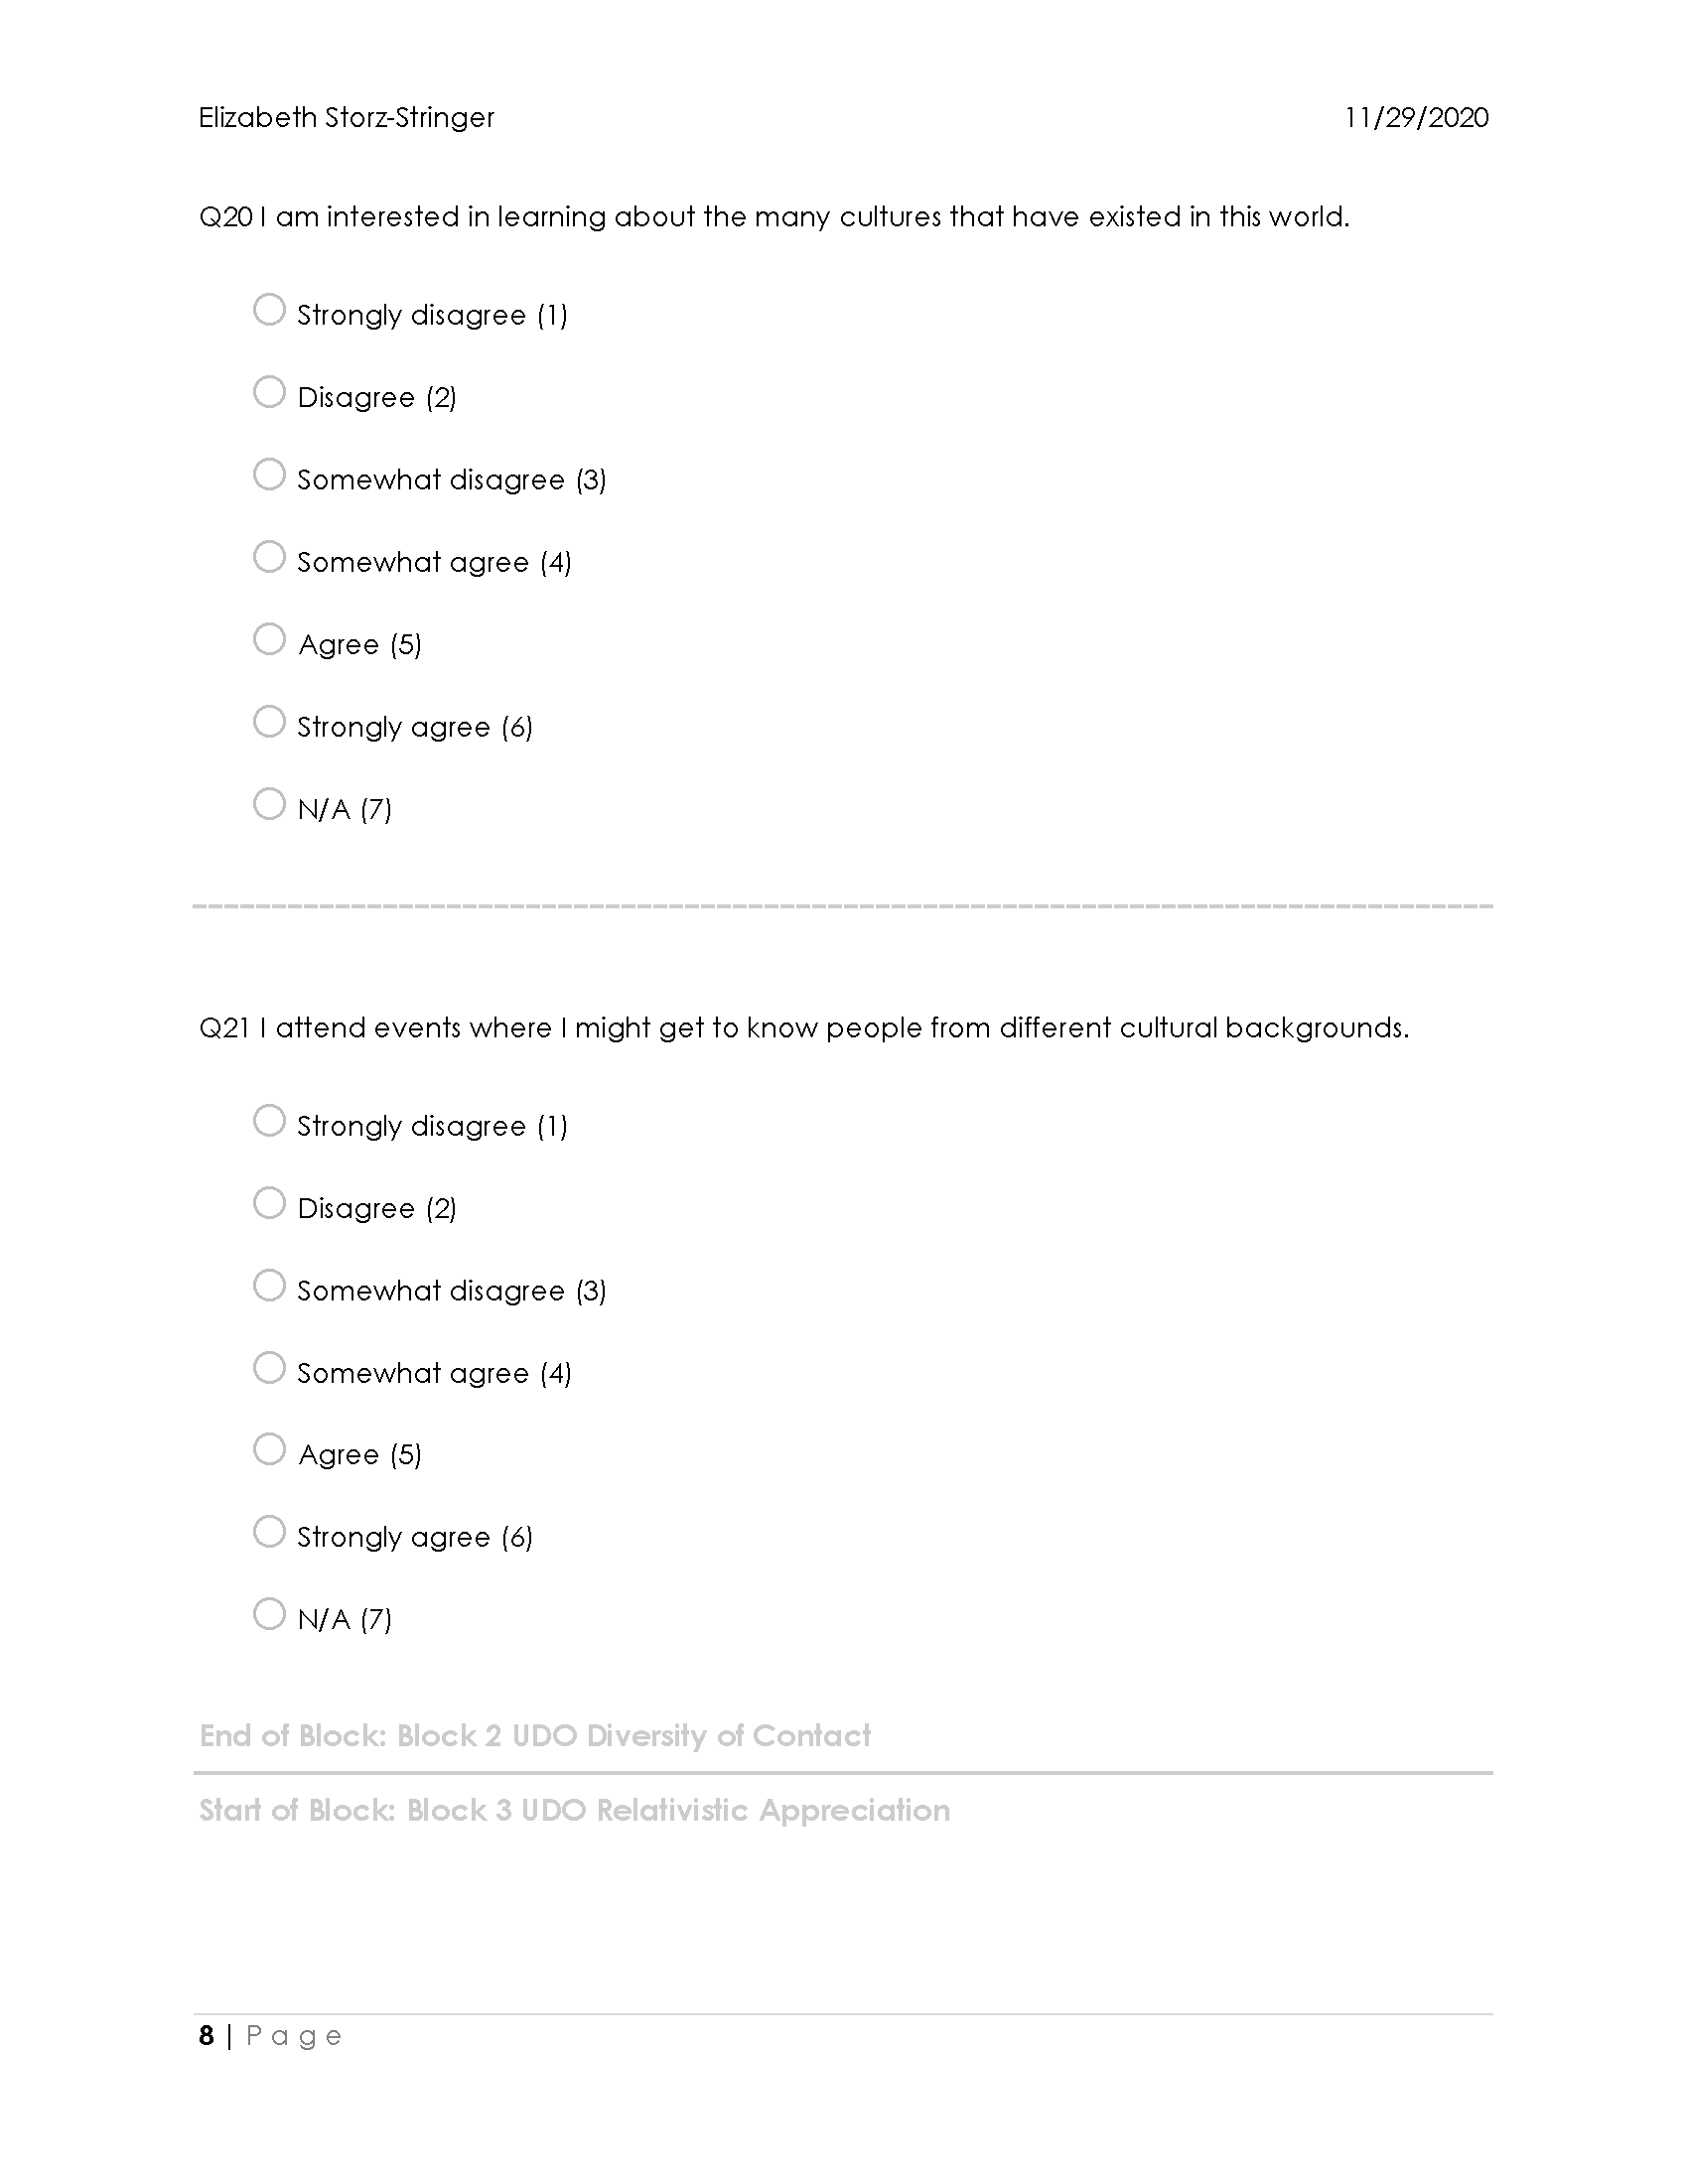 Elizabeth Storz-Stringer 11/29/2020
Q20 I am interested in learning about the many cultures that have existed in this world.
Strongly disagree (1)
Disagree (2)
Somewhat disagree (3)
Somewhat agree (4)
Agree (5)
Strongly agree (6)
N/A (7)
Q21 I attend events where I might get to know people from different cultural backgrounds.
Strongly disagree (1)
Disagree (2)
Somewhat disagree (3)
Somewhat agree (4)
Agree (5)
Strongly agree (6)
N/A (7)
End of Block: Block 2 UDO Diversity of Contact
Start of Block: Block 3 UDO Relativistic Appreciation
8 | P a g e